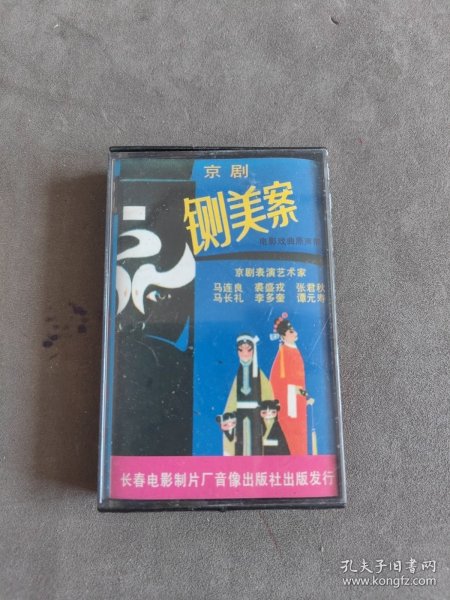 京剧
铡美案
电影戏曲原声带
京剧表演艺术家
马连良 裘盛戎 张君秋
马长礼 李多奎 谭元寿
长春电影制片厂音像出版社出版发行
孔夫子旧书网
www.kongfz.com